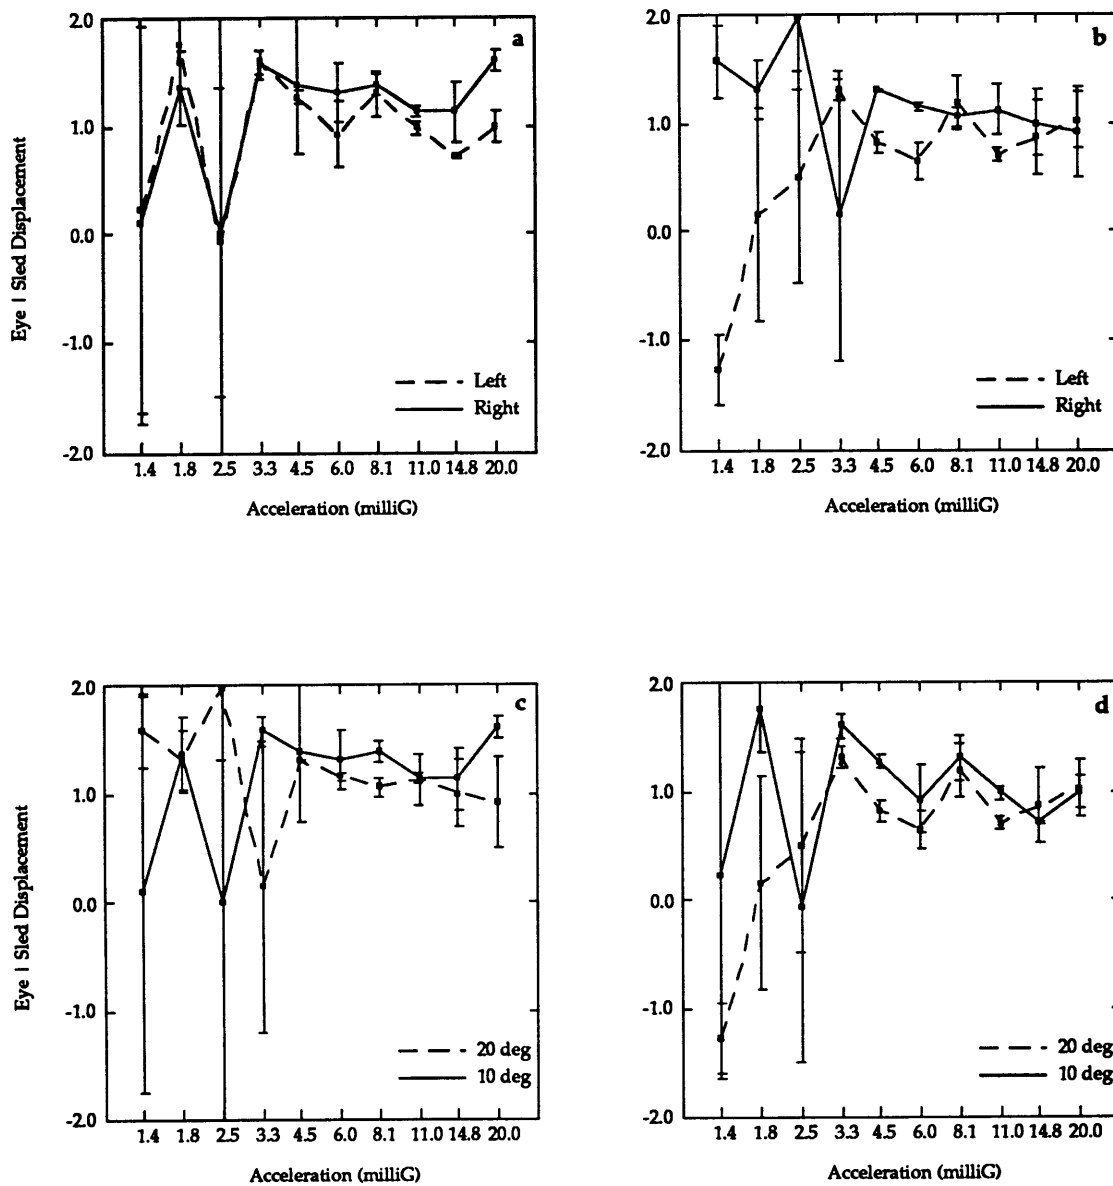 a
2.0
1.0
0.0
-1.0
-2.0
Eye | Sled Displacement
Left
Right
1.4 1.8 2.5 3.3 4.5 6.0 8.1 11.0 14.8 20.0
Acceleration (milliG)
b
2.0
1.0
0.0
-1.0
-2.0
Left
Right
1.4 1.8 2.5 3.3 4.5 6.0 8.1 11.0 14.8 20.0
Acceleration (milliG)
c
2.0
1.0
0.0
-1.0
-2.0
Eye | Sled Displacement
20 deg
10 deg
1.4 1.8 2.5 3.3 4.5 6.0 8.1 11.0 14.8 20.0
Acceleration (milliG)
d
2.0
1.0
0.0
-1.0
-2.0
20 deg
10 deg
1.4 1.8 2.5 3.3 4.5 6.0 8.1 11.0 14.8 20.0
Acceleration (milliG)